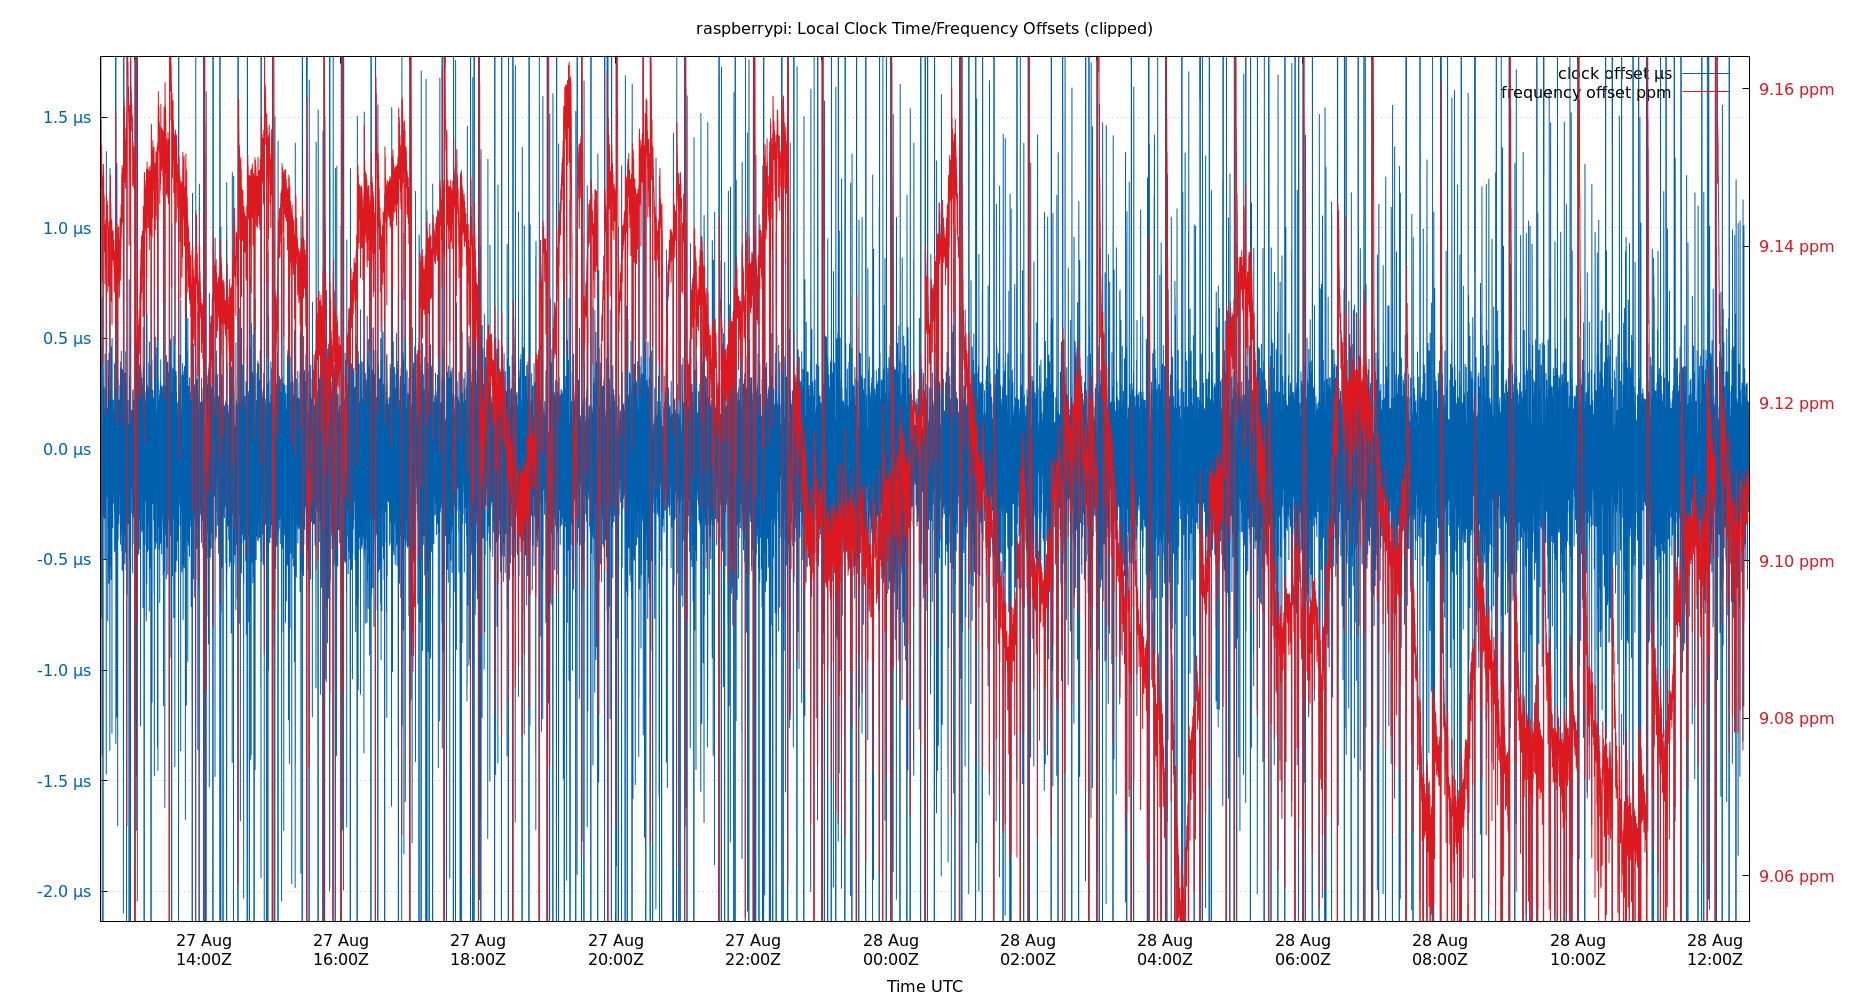 raspberrypi: Local Clock Time/Frequency Offsets (clipped)
clock offset µs
frequency offset ppm
1.5 µs
1.0 µs
0.5 µs
0.0 µs
-0.5 µs
-1.0 µs
-1.5 µs
-2.0 µs
9.16 ppm
9.14 ppm
9.12 ppm
9.10 ppm
9.08 ppm
9.06 ppm
27 Aug 14:00Z
27 Aug 16:00Z
27 Aug 18:00Z
27 Aug 20:00Z
27 Aug 22:00Z
28 Aug 00:00Z
28 Aug 02:00Z
28 Aug 04:00Z
28 Aug 06:00Z
28 Aug 08:00Z
28 Aug 10:00Z
28 Aug 12:00Z
Time UTC